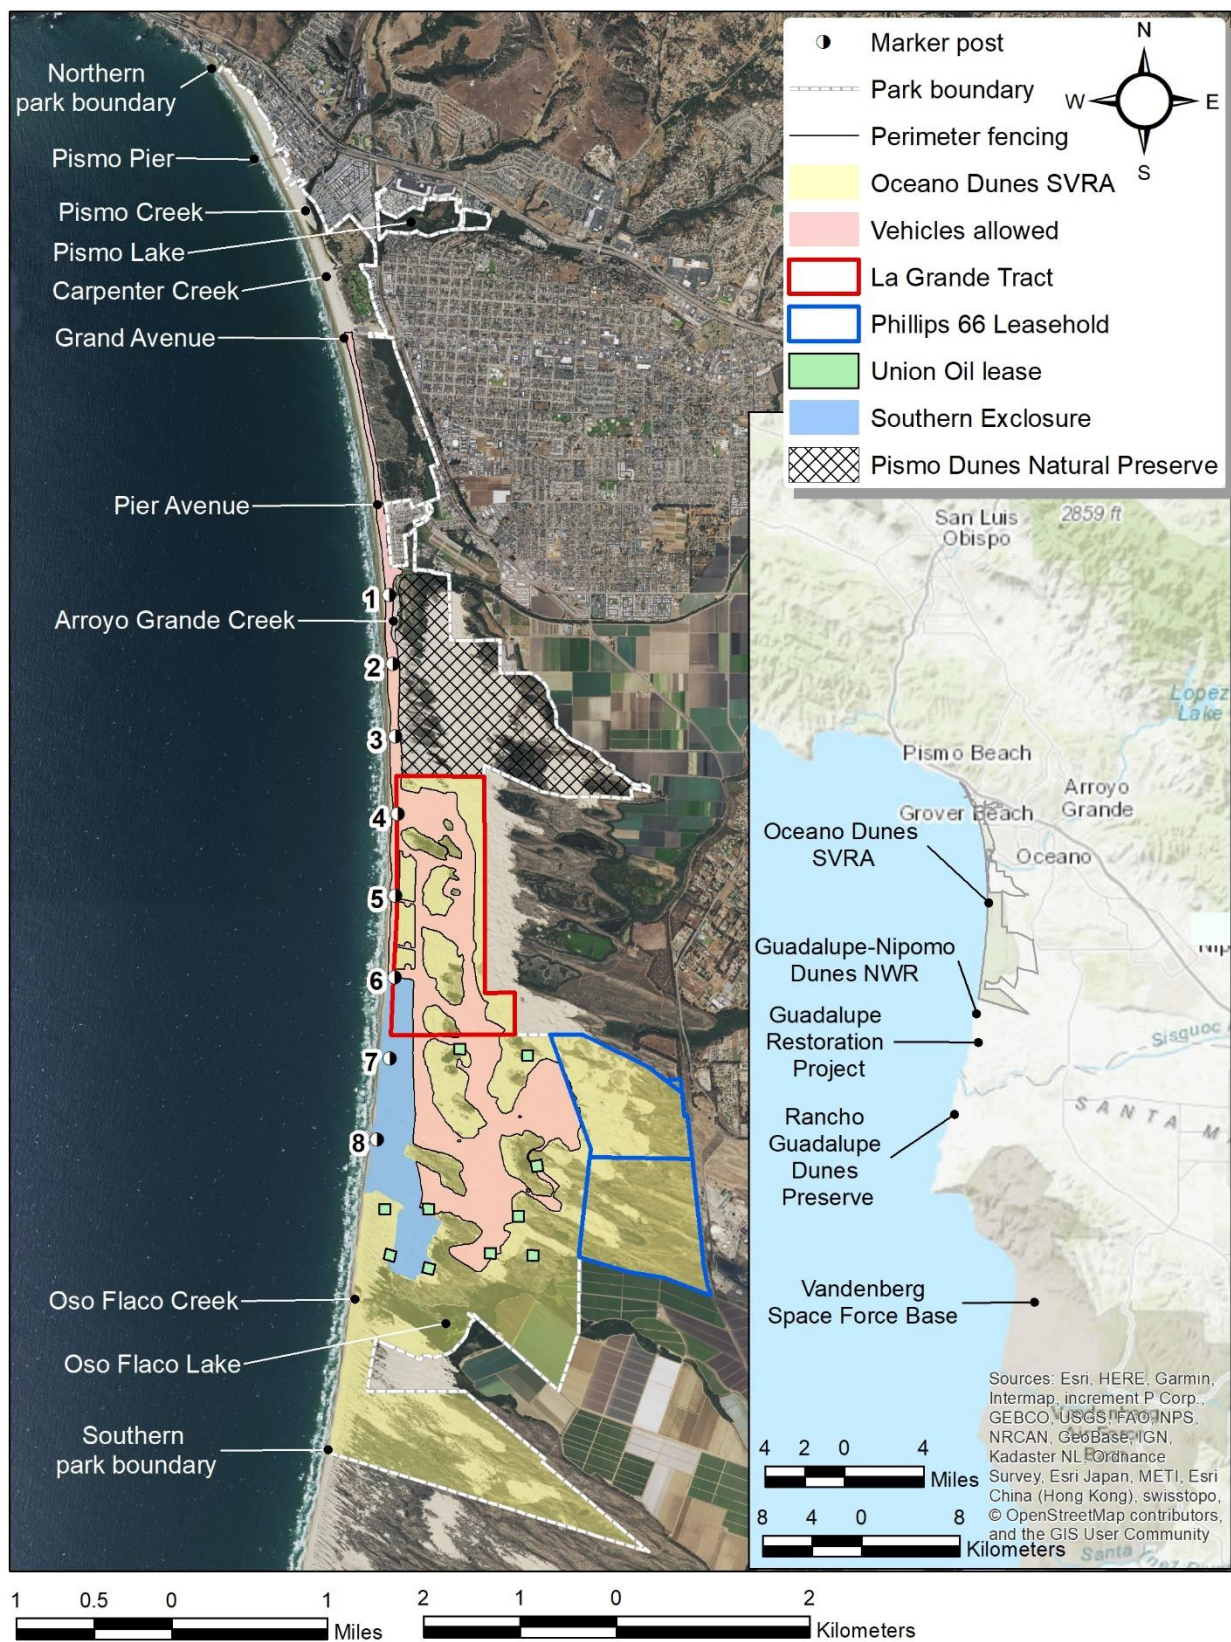 Northern
park boundary
Pismo Pier
Pismo Creek
Pismo Lake
Carpenter Creek
Grand Avenue
Pier Avenue
1
Arroyo Grande Creek
2
3
4
5
6
7
8
Oso Flaco Creek
Oso Flaco Lake
Southern
park boundary
Marker post
Park boundary
Perimeter fencing
Oceano Dunes SVRA
Vehicles allowed
La Grande Tract
Phillips 66 Leasehold
Union Oil lease
Southern Exclosure
Pismo Dunes Natural Preserve
N
W E
S
San Luis
Obispo
2859 ft
Lopez
Lake
Pismo Beach
Arroyo
Grande
Grover Beach
Oceano
Oceano Dunes
SVRA
Guadalupe-Nipomo
Dunes NWR
Guadalupe
Restoration
Project
Sisquoc
SANTA M
Rancho
Guadalupe
Dunes
Preserve
Vandenberg
Space Force Base
Sources: Esri, HERE, Garmin,
Intermap, increment P Corp.,
GEBCO, USGS, FAO, NPS,
NRCAN, GeoBase, IGN,
Kadaster NL, Ordnance
Survey, Esri Japan, METI, Esri
China (Hong Kong), swisstopo,
© OpenStreetMap contributors,
and the GIS User Community
Santa Ynez
4 2 0 4
Miles
8 4 0 8
Kilometers
1 0.5 0 1
Miles
2 1 0 2
Kilometers